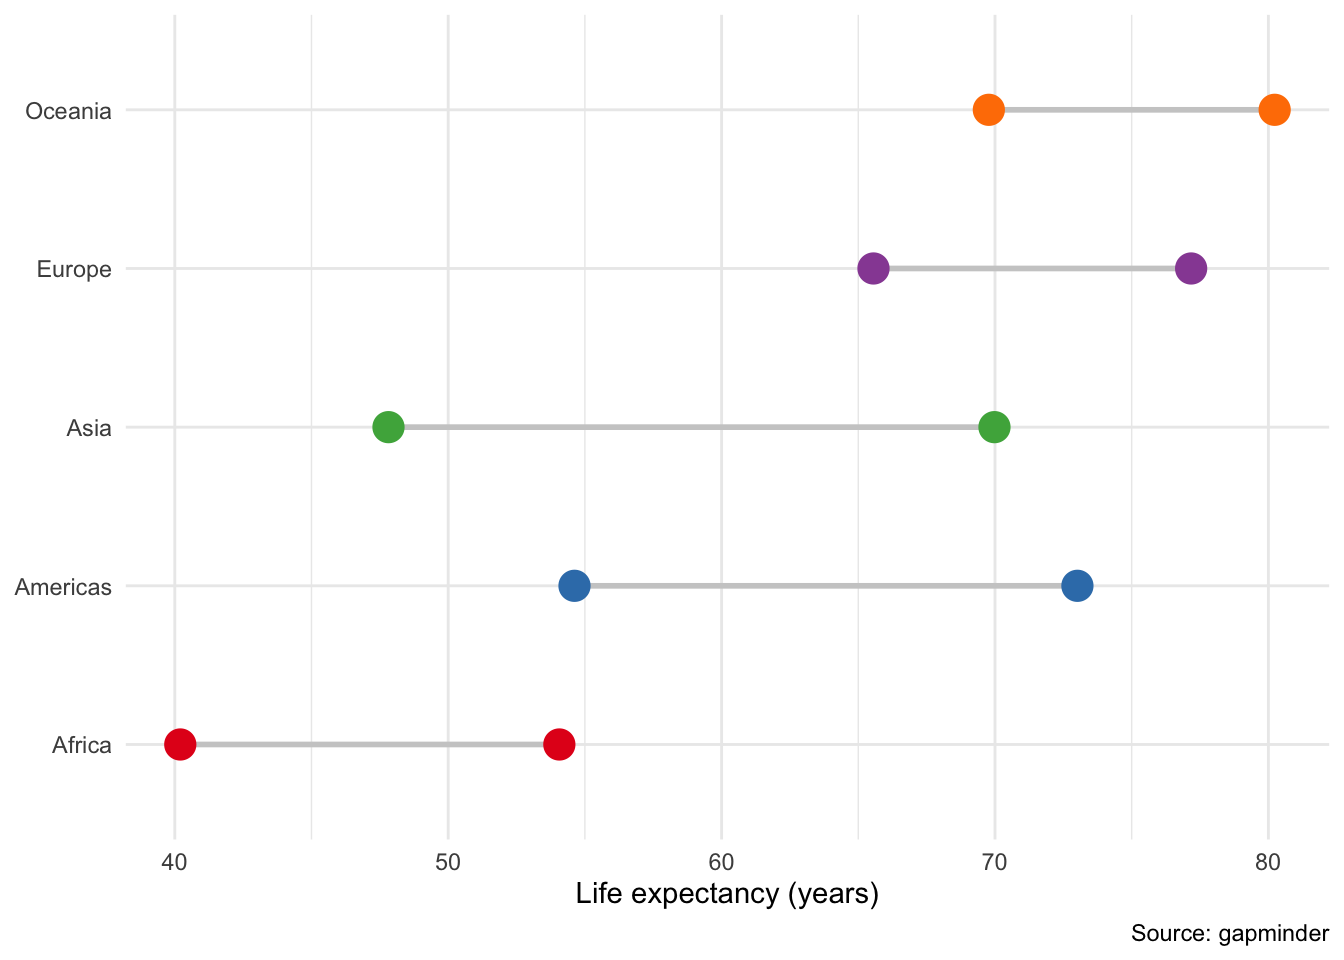 Oceania
Europe
Asia
Americas
Africa
40 50 60 70 80
Life expectancy (years)
Source: gapminder